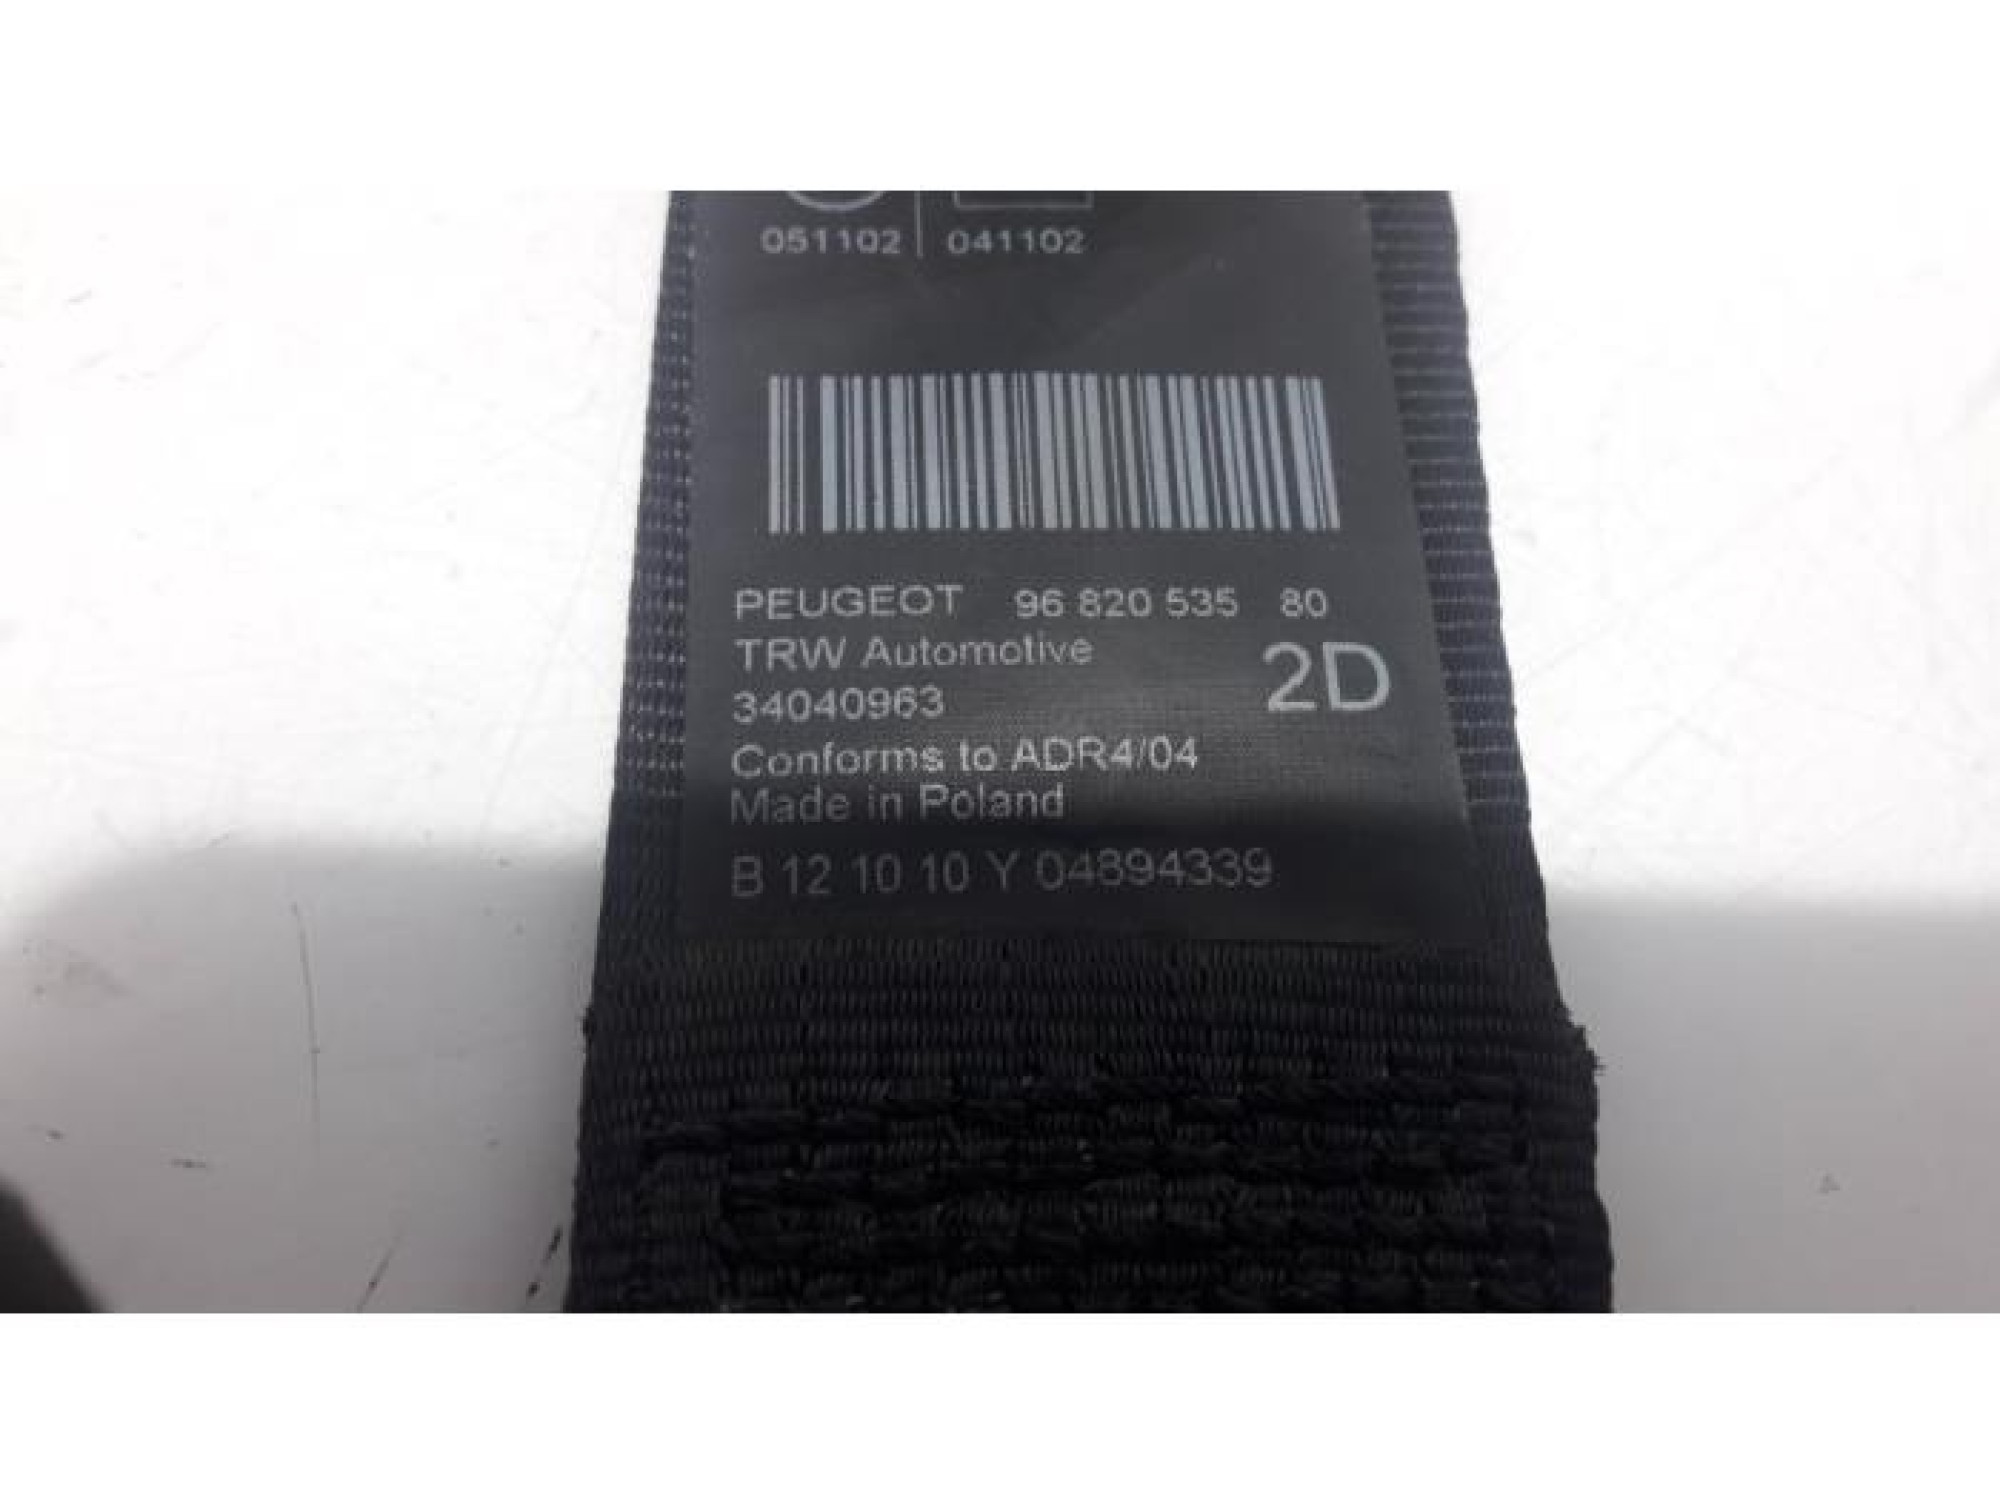 051102 041102
PEUGEOT 96 820 535 80
TRW Automotive
2D
34040963
Conforms to ADR4/04
Made in Poland
B 12 10 10 Y 04894339